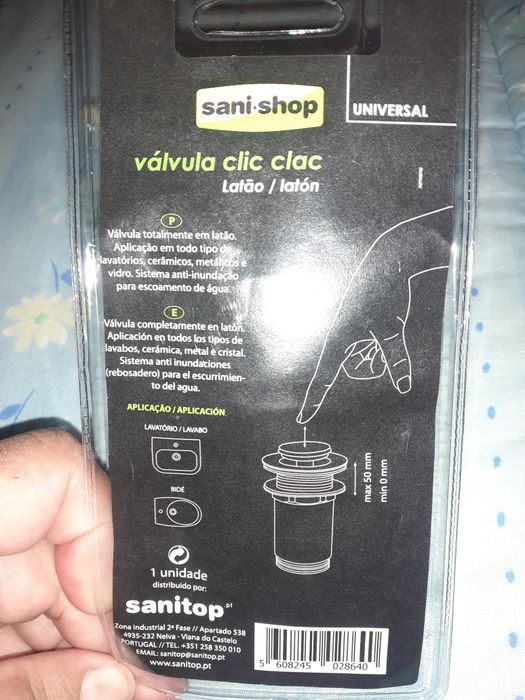 sani·shop
UNIVERSAL
válvula clic clac
Latão / latón
P
Válvula totalmente em latão.
Aplicação em todo tipo de
lavatórios, cerâmicos, metálicos e
vidro. Sistema anti-inundação
para escoamento de água.
E
Válvula completamente en latón.
Aplicación en todos los tipos de
lavabos, cerámica, metal e cristal.
Sistema anti inundaciones
(rebosadero) para el escurrimien-
to del agua.
APLICAÇÃO / APLICACIÓN
LAVATÓRIO / LAVABO
BIDÉ
max 50 mm
min 0 mm
1 unidade
distribuido por:
sanitop.pt
Zona Industrial 2ª Fase // Apartado 538
4935-232 Neiva - Viana do Castelo
PORTUGAL // TEL. +351 258 350 010
EMAIL: sanitop@sanitop.pt
www.sanitop.pt
5 608245 028640